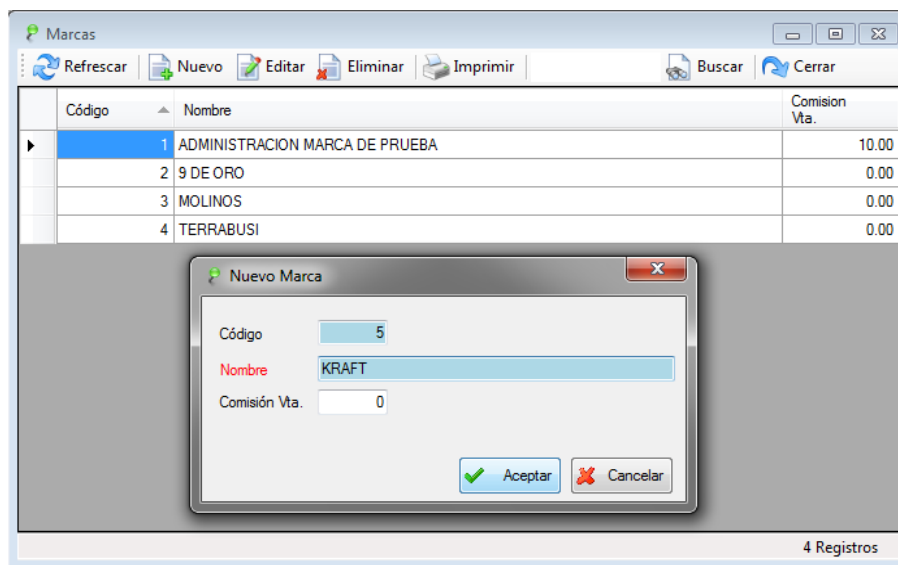 Marcas
Refrescar Nuevo Editar Eliminar Imprimir Buscar Cerrar
Código Nombre Comision
Vta.
1 ADMINISTRACION MARCA DE PRUEBA 10.00
2 9 DE ORO 0.00
3 MOLINOS 0.00
4 TERRABUSI 0.00
Nuevo Marca
Código 5
Nombre KRAFT
Comisión Vta. 0
Aceptar Cancelar
4 Registros